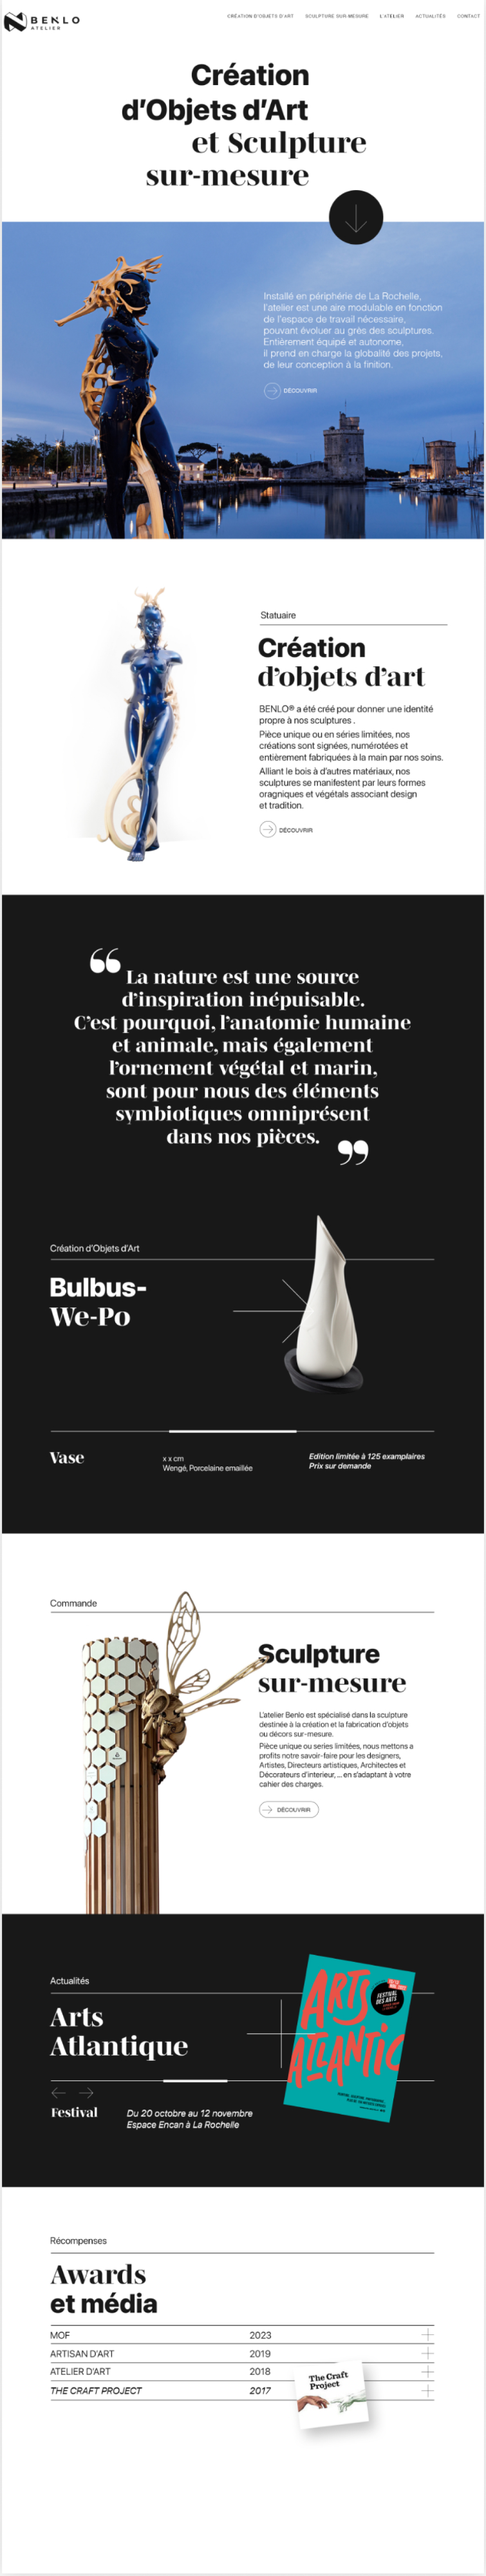 BENLO
ATELIER
CRÉATION D'OBJETS D'ART SCULPTURE SUR-MESURE L'ATELIER ACTUALITÉS CONTACT
Création
d'Objets d'Art
et Sculpture
sur-mesure
Installé en périphérie de La Rochelle,
l'atelier est une aire modulable en fonction
de l'espace de travail nécessaire,
pouvant évoluer au grès des sculptures.
Entièrement équipé et autonome,
il prend en charge la globalité des projets,
de leur conception à la finition.
DÉCOUVRIR
Statuaire
Création
d'objets d'art
BENLO® a été créé pour donner une identité
propre à nos sculptures .
Pièce unique ou en séries limitées, nos
créations sont signées, numérotées et
entièrement fabriquées à la main par nos soins.
Alliant le bois à d'autres matériaux, nos
sculptures se manifestent par leurs formes
oragniques et végétals associant design
et tradition.
DÉCOUVRIR
“ La nature est une source
d'inspiration inépuisable.
C'est pourquoi, l'anatomie humaine
et animale, mais également
l'ornement végétal et marin,
sont pour nous des éléments
symbiotiques omniprésent
dans nos pièces. ”
Création d'Objets d'Art
Bulbus-
We-Po
Vase
x x cm
Wengé, Porcelaine emaillée
Edition limitée à 125 examplaires
Prix sur demande
Commande
Sculpture
sur-mesure
L'atelier Benlo est spécialisé dans la sculpture
destinée à la création et la fabrication d'objets
ou décors sur-mesure.
Pièce unique ou series limitées, nous mettons a
profits notre savoir-faire pour les designers,
Artistes, Directeurs artistiques, Architectes et
Décorateurs d'interieur, ... en s'adaptant à votre
cahier des charges.
DÉCOUVRIR
Actualités
Arts
Atlantique
ARTS
ATLANTIC
FESTIVAL
DES ARTS
Festival
Du 20 octobre au 12 novembre
Espace Encan à La Rochelle
Récompenses
Awards
et média
MOF 2023
ARTISAN D'ART 2019
ATELIER D'ART 2018
THE CRAFT PROJECT 2017
The Craft
Project